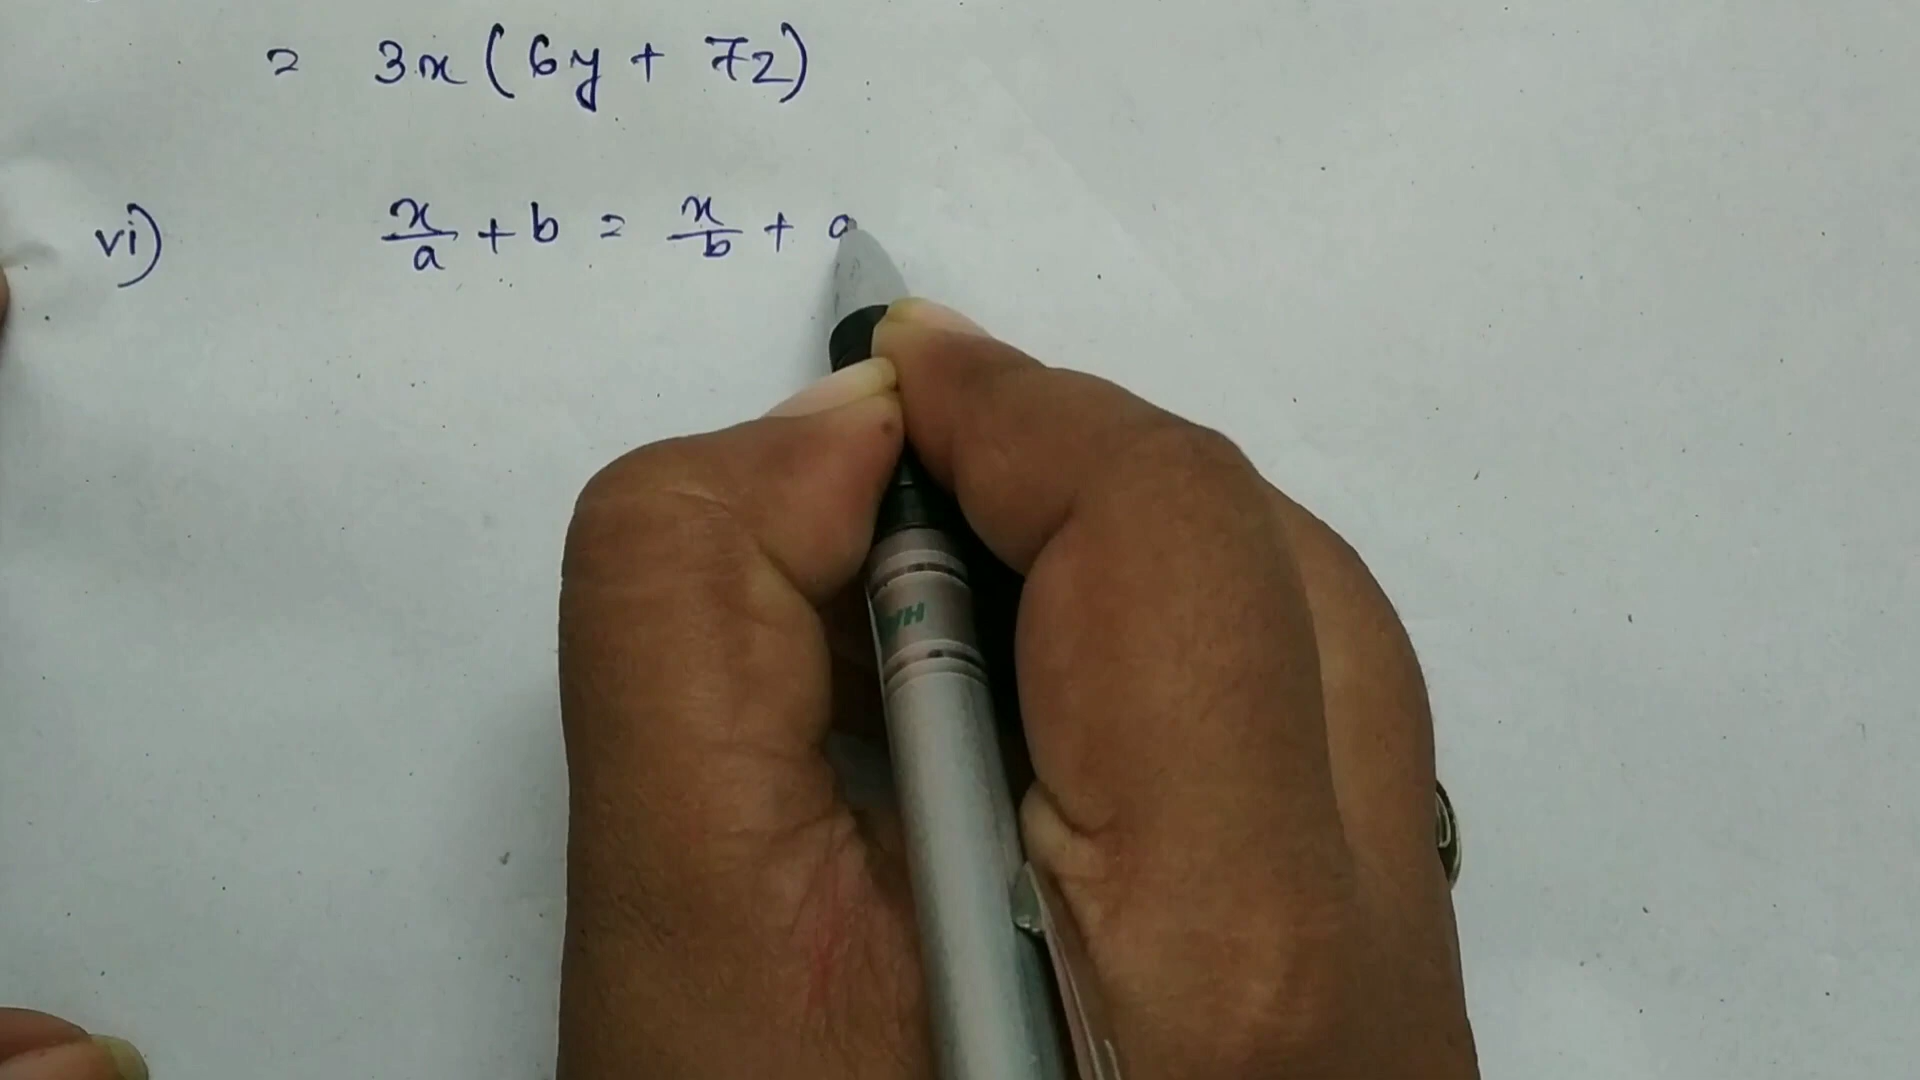 = 3x (6y + 7z)
vi) x/a + b = x/b + a